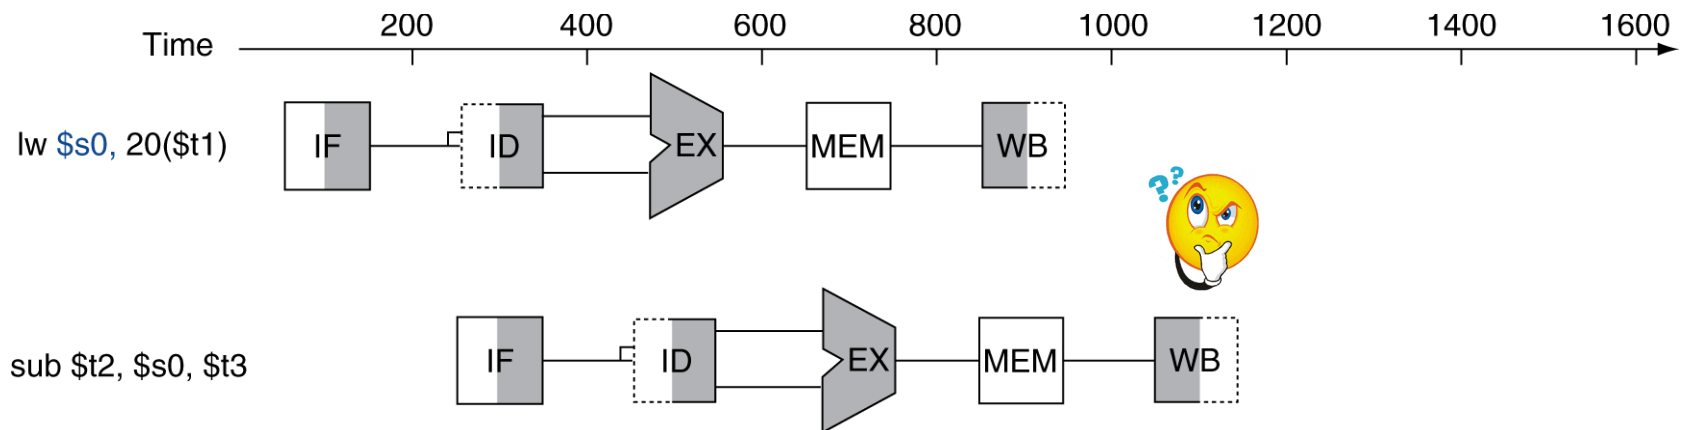 Time 200 400 600 800 1000 1200 1400 1600
lw $s0, 20($t1) IF ID EX MEM WB
??
sub $t2, $s0, $t3 IF ID EX MEM WB